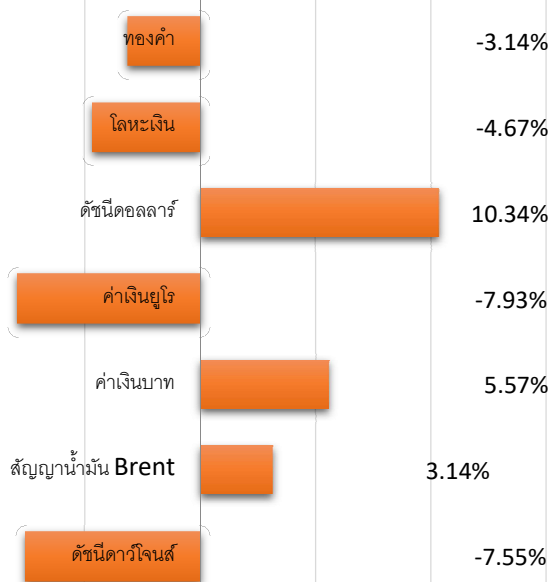 ทองคำ -3.14%
โลหะเงิน -4.67%
ดัชนีดอลลาร์ 10.34%
ค่าเงินยูโร -7.93%
ค่าเงินบาท 5.57%
สัญญาน้ำมัน Brent 3.14%
ดัชนีดาวโจนส์ -7.55%